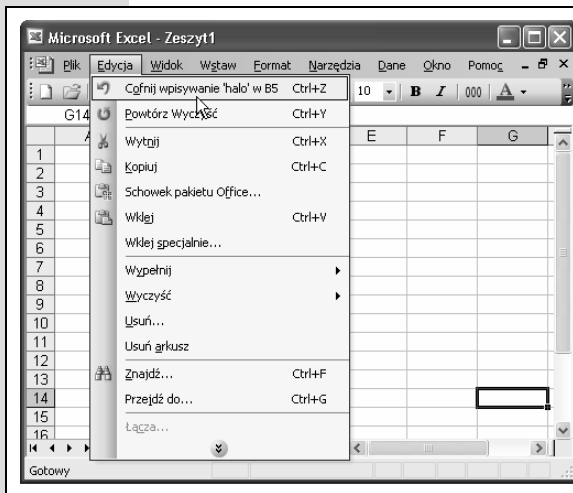 Microsoft Excel - Zeszyt1
Plik Edycja Widok Wstaw Format Narzędzia Dane Okno Pomoc
10 B I 000 A
G14
Cofnij wpisywanie 'halo' w B5 Ctrl+Z
Powtórz Wyczyść Ctrl+Y
Wytnij Ctrl+X
Kopiuj Ctrl+C
Schowek pakietu Office...
Wklej Ctrl+V
Wklej specjalnie...
Wypełnij
Wyczyść
Usuń...
Usuń arkusz
Znajdź... Ctrl+F
Przejdź do... Ctrl+G
Łącza...
E F G
1
2
3
4
5
6
7
8
9
10
11
12
13
14
15
16
Gotowy